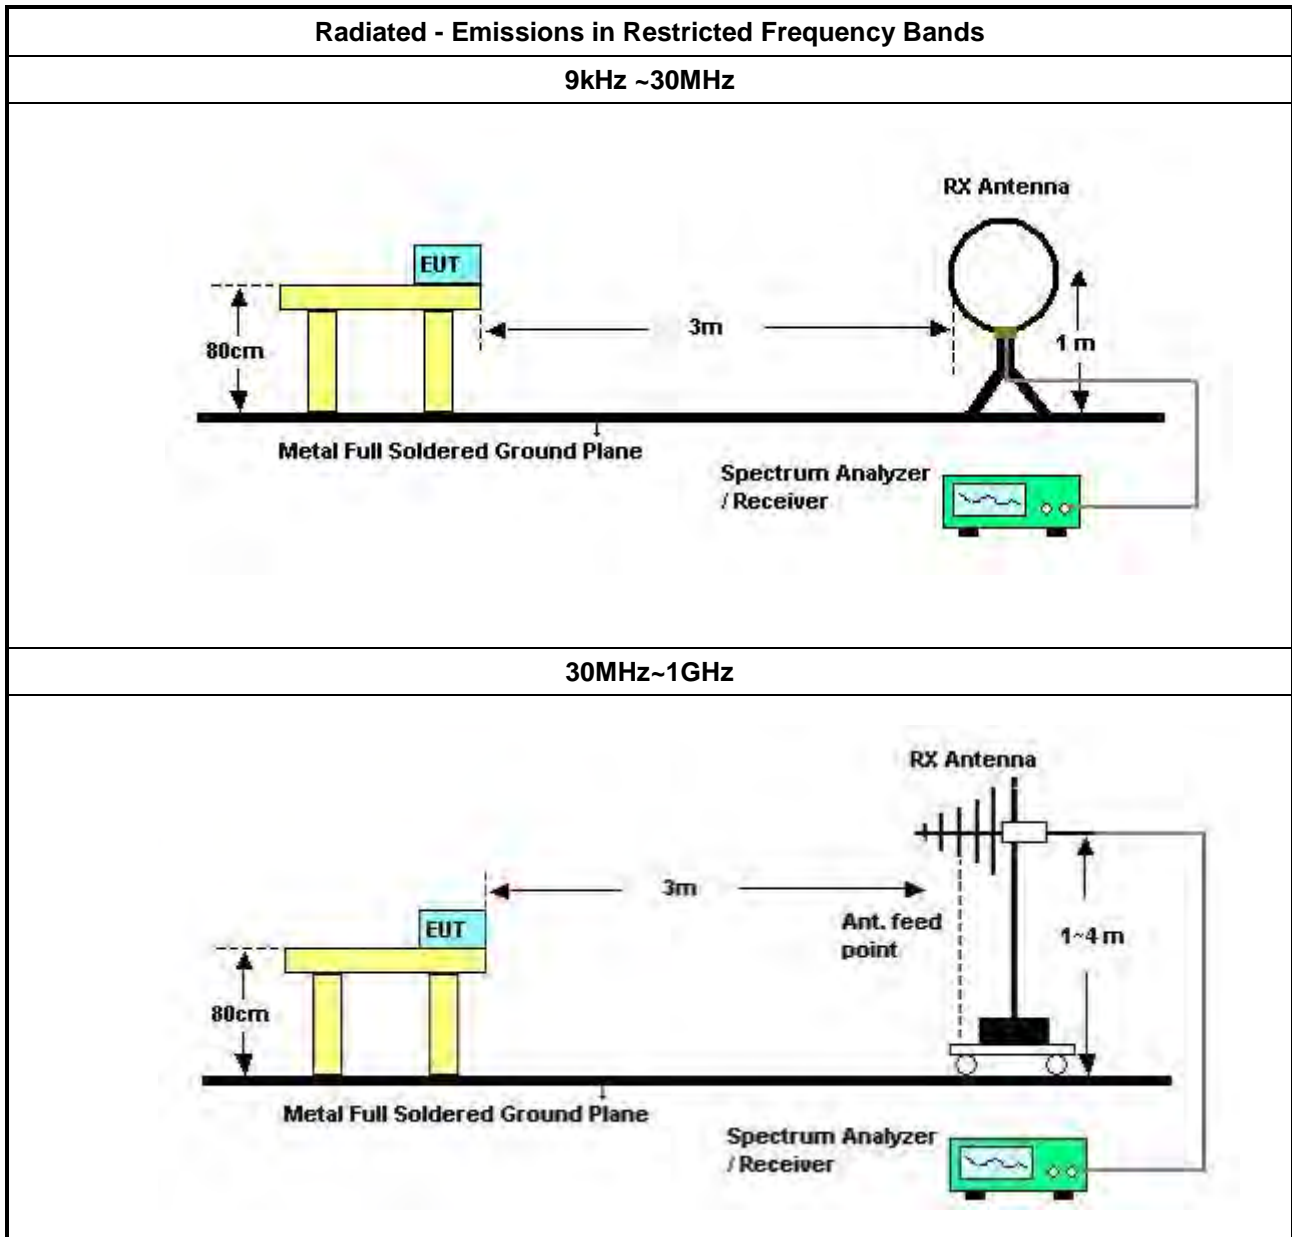 Radiated - Emissions in Restricted Frequency Bands
9kHz ~30MHz
RX Antenna
EUT
3m
80cm
1 m
Metal Full Soldered Ground Plane
Spectrum Analyzer
/ Receiver
30MHz~1GHz
RX Antenna
3m
EUT
Ant. feed
point
1~4 m
80cm
Metal Full Soldered Ground Plane
Spectrum Analyzer
/ Receiver